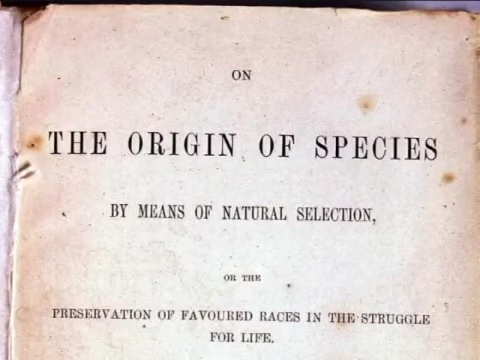 ON
THE ORIGIN OF SPECIES
BY MEANS OF NATURAL SELECTION,
OR THE
PRESERVATION OF FAVOURED RACES IN THE STRUGGLE
FOR LIFE.